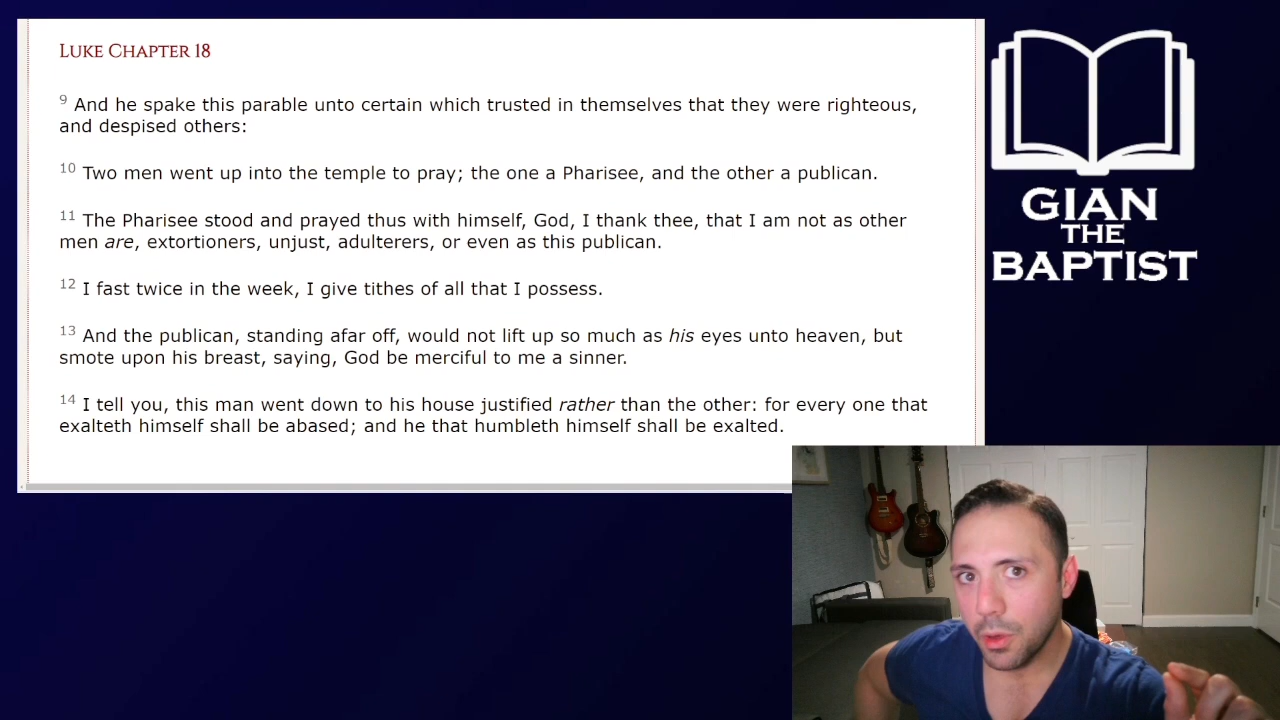 LUKE CHAPTER 18
9 And he spake this parable unto certain which trusted in themselves that they were righteous,
and despised others:
10 Two men went up into the temple to pray; the one a Pharisee, and the other a publican.
11 The Pharisee stood and prayed thus with himself, God, I thank thee, that I am not as other
men are, extortioners, unjust, adulterers, or even as this publican.
12 I fast twice in the week, I give tithes of all that I possess.
13 And the publican, standing afar off, would not lift up so much as his eyes unto heaven, but
smote upon his breast, saying, God be merciful to me a sinner.
14 I tell you, this man went down to his house justified rather than the other: for every one that
exalteth himself shall be abased; and he that humbleth himself shall be exalted.
GIAN
THE
BAPTIST